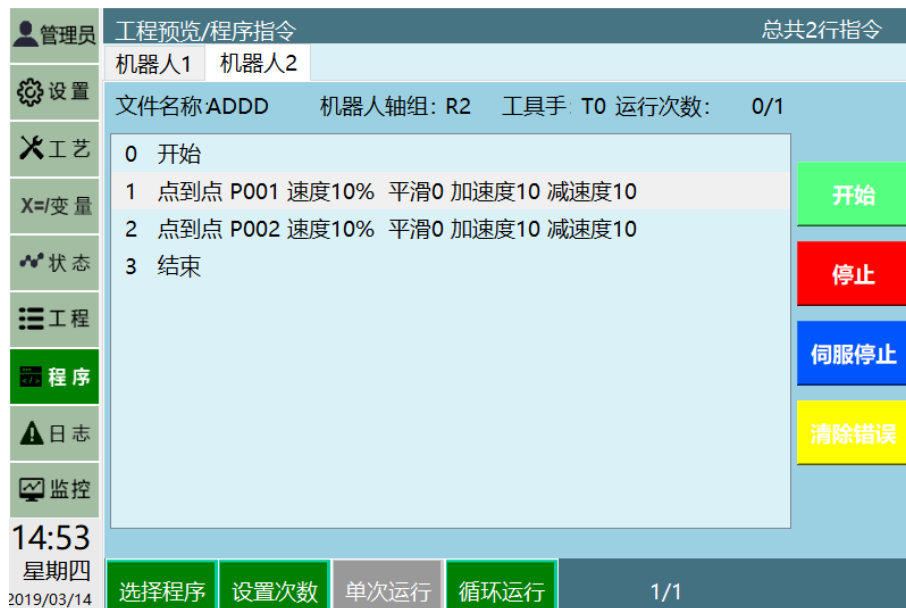 管理员
工程预览/程序指令 总共2行指令
机器人1 机器人2
设置
文件名称:ADDD 机器人轴组: R2 工具手: T0 运行次数: 0/1
工艺
0 开始
1 点到点 P001 速度10% 平滑0 加速度10 减速度10
开始
X=/变量
2 点到点 P002 速度10% 平滑0 加速度10 减速度10
状态
3 结束
停止
工程
伺服停止
程序
日志
清除错误
监控
14:53
星期四
2019/03/14
选择程序 设置次数 单次运行 循环运行 1/1